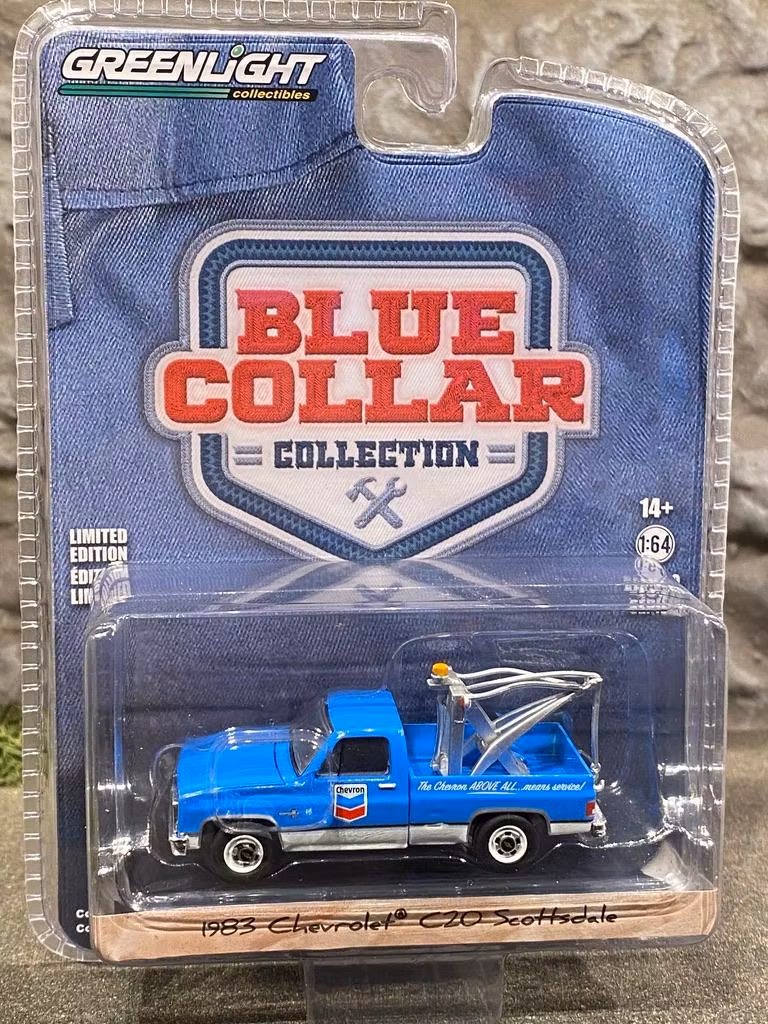 GREENLiGHT
collectibles
BLUE
COLLAR
COLLECTION
14+
1:64
LIMITED
EDITION
Chevron
The Chevron ABOVE ALL...means service!
1983 Chevrolet® C20 Scottsdale